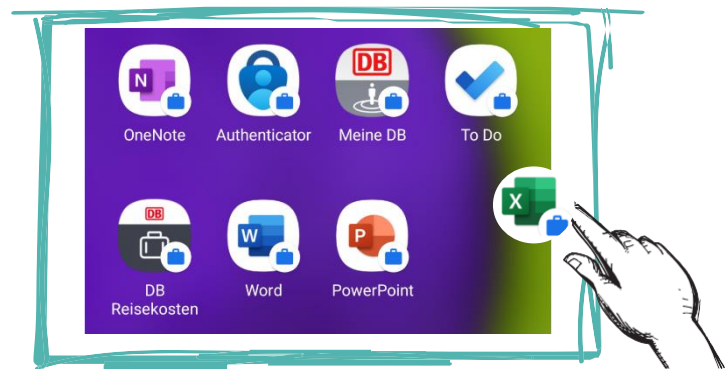 N
DB
OneNote
Authenticator
Meine DB
To Do
X
DB
W
P
DB
Reisekosten
Word
PowerPoint